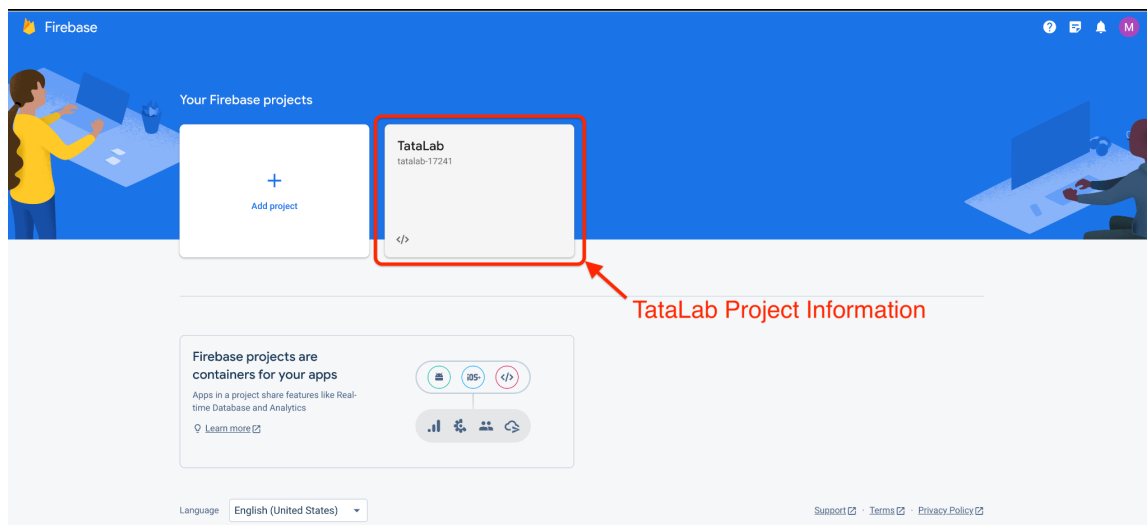 Firebase
M
Your Firebase projects
Add project
TataLab
tatalab-17241
</>
TataLab Project Information
Firebase projects are
containers for your apps
Apps in a project share features like Real-
time Database and Analytics
Learn more
iOS+
</>
Language
English (United States)
Support · Terms · Privacy Policy